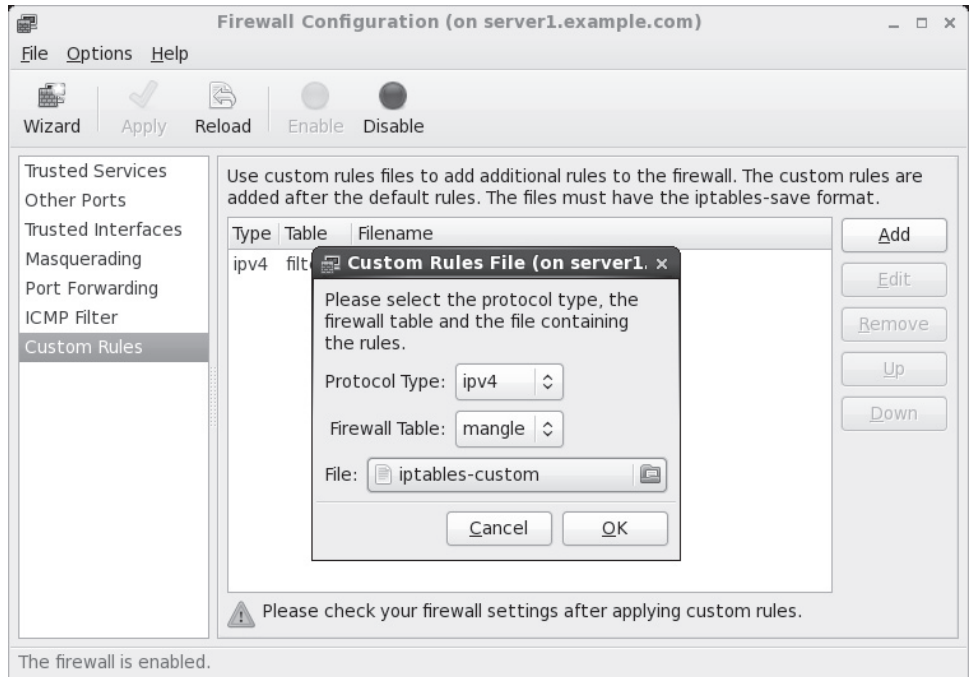 Firewall Configuration (on server1.example.com)
File Options Help
Wizard Apply Reload Enable Disable
Trusted Services
Other Ports
Trusted Interfaces
Masquerading
Port Forwarding
ICMP Filter
Custom Rules
Use custom rules files to add additional rules to the firewall. The custom rules are
added after the default rules. The files must have the iptables-save format.
Type Table Filename
ipv4 filt
Add
Edit
Remove
Up
Down
Custom Rules File (on server1.
Please select the protocol type, the
firewall table and the file containing
the rules.
Protocol Type: ipv4
Firewall Table: mangle
File: iptables-custom
Cancel OK
Please check your firewall settings after applying custom rules.
The firewall is enabled.